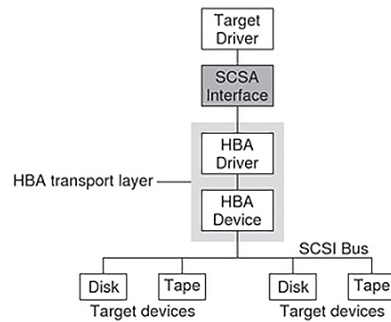 Target
Driver
SCSA
Interface
HBA
Driver
HBA transport layer
HBA
Device
SCSI Bus
Disk
Tape
Disk
Tape
Target devices
Target devices